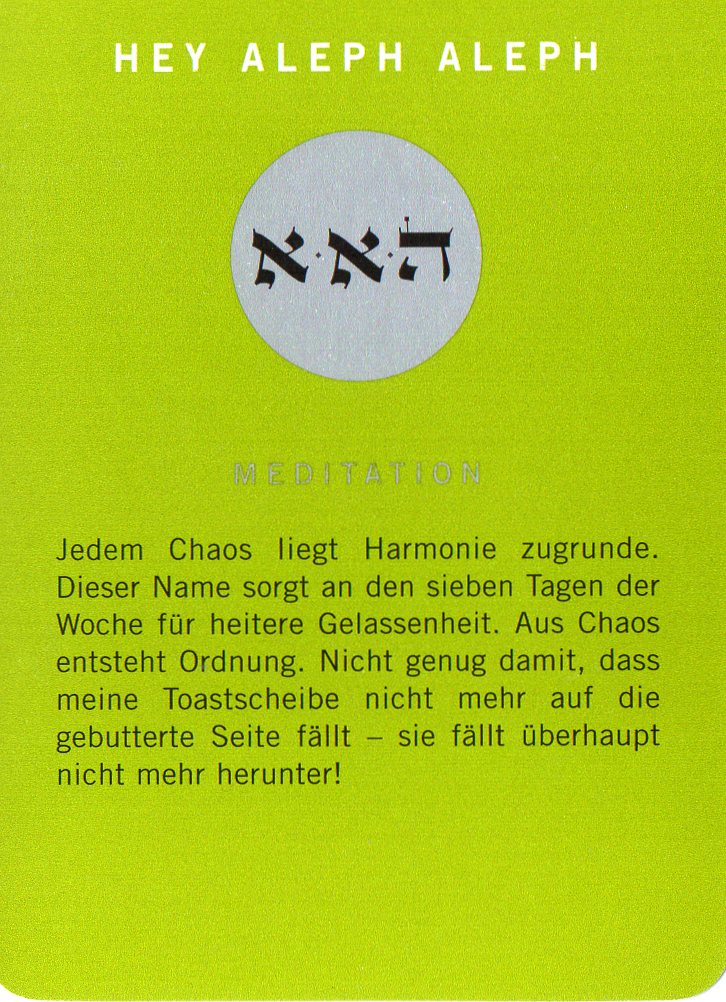 HEY ALEPH ALEPH
הֹ·א·א
MEDITATION
Jedem Chaos liegt Harmonie zugrunde.
Dieser Name sorgt an den sieben Tagen der
Woche für heitere Gelassenheit. Aus Chaos
entsteht Ordnung. Nicht genug damit, dass
meine Toastscheibe nicht mehr auf die
gebutterte Seite fällt – sie fällt überhaupt
nicht mehr herunter!